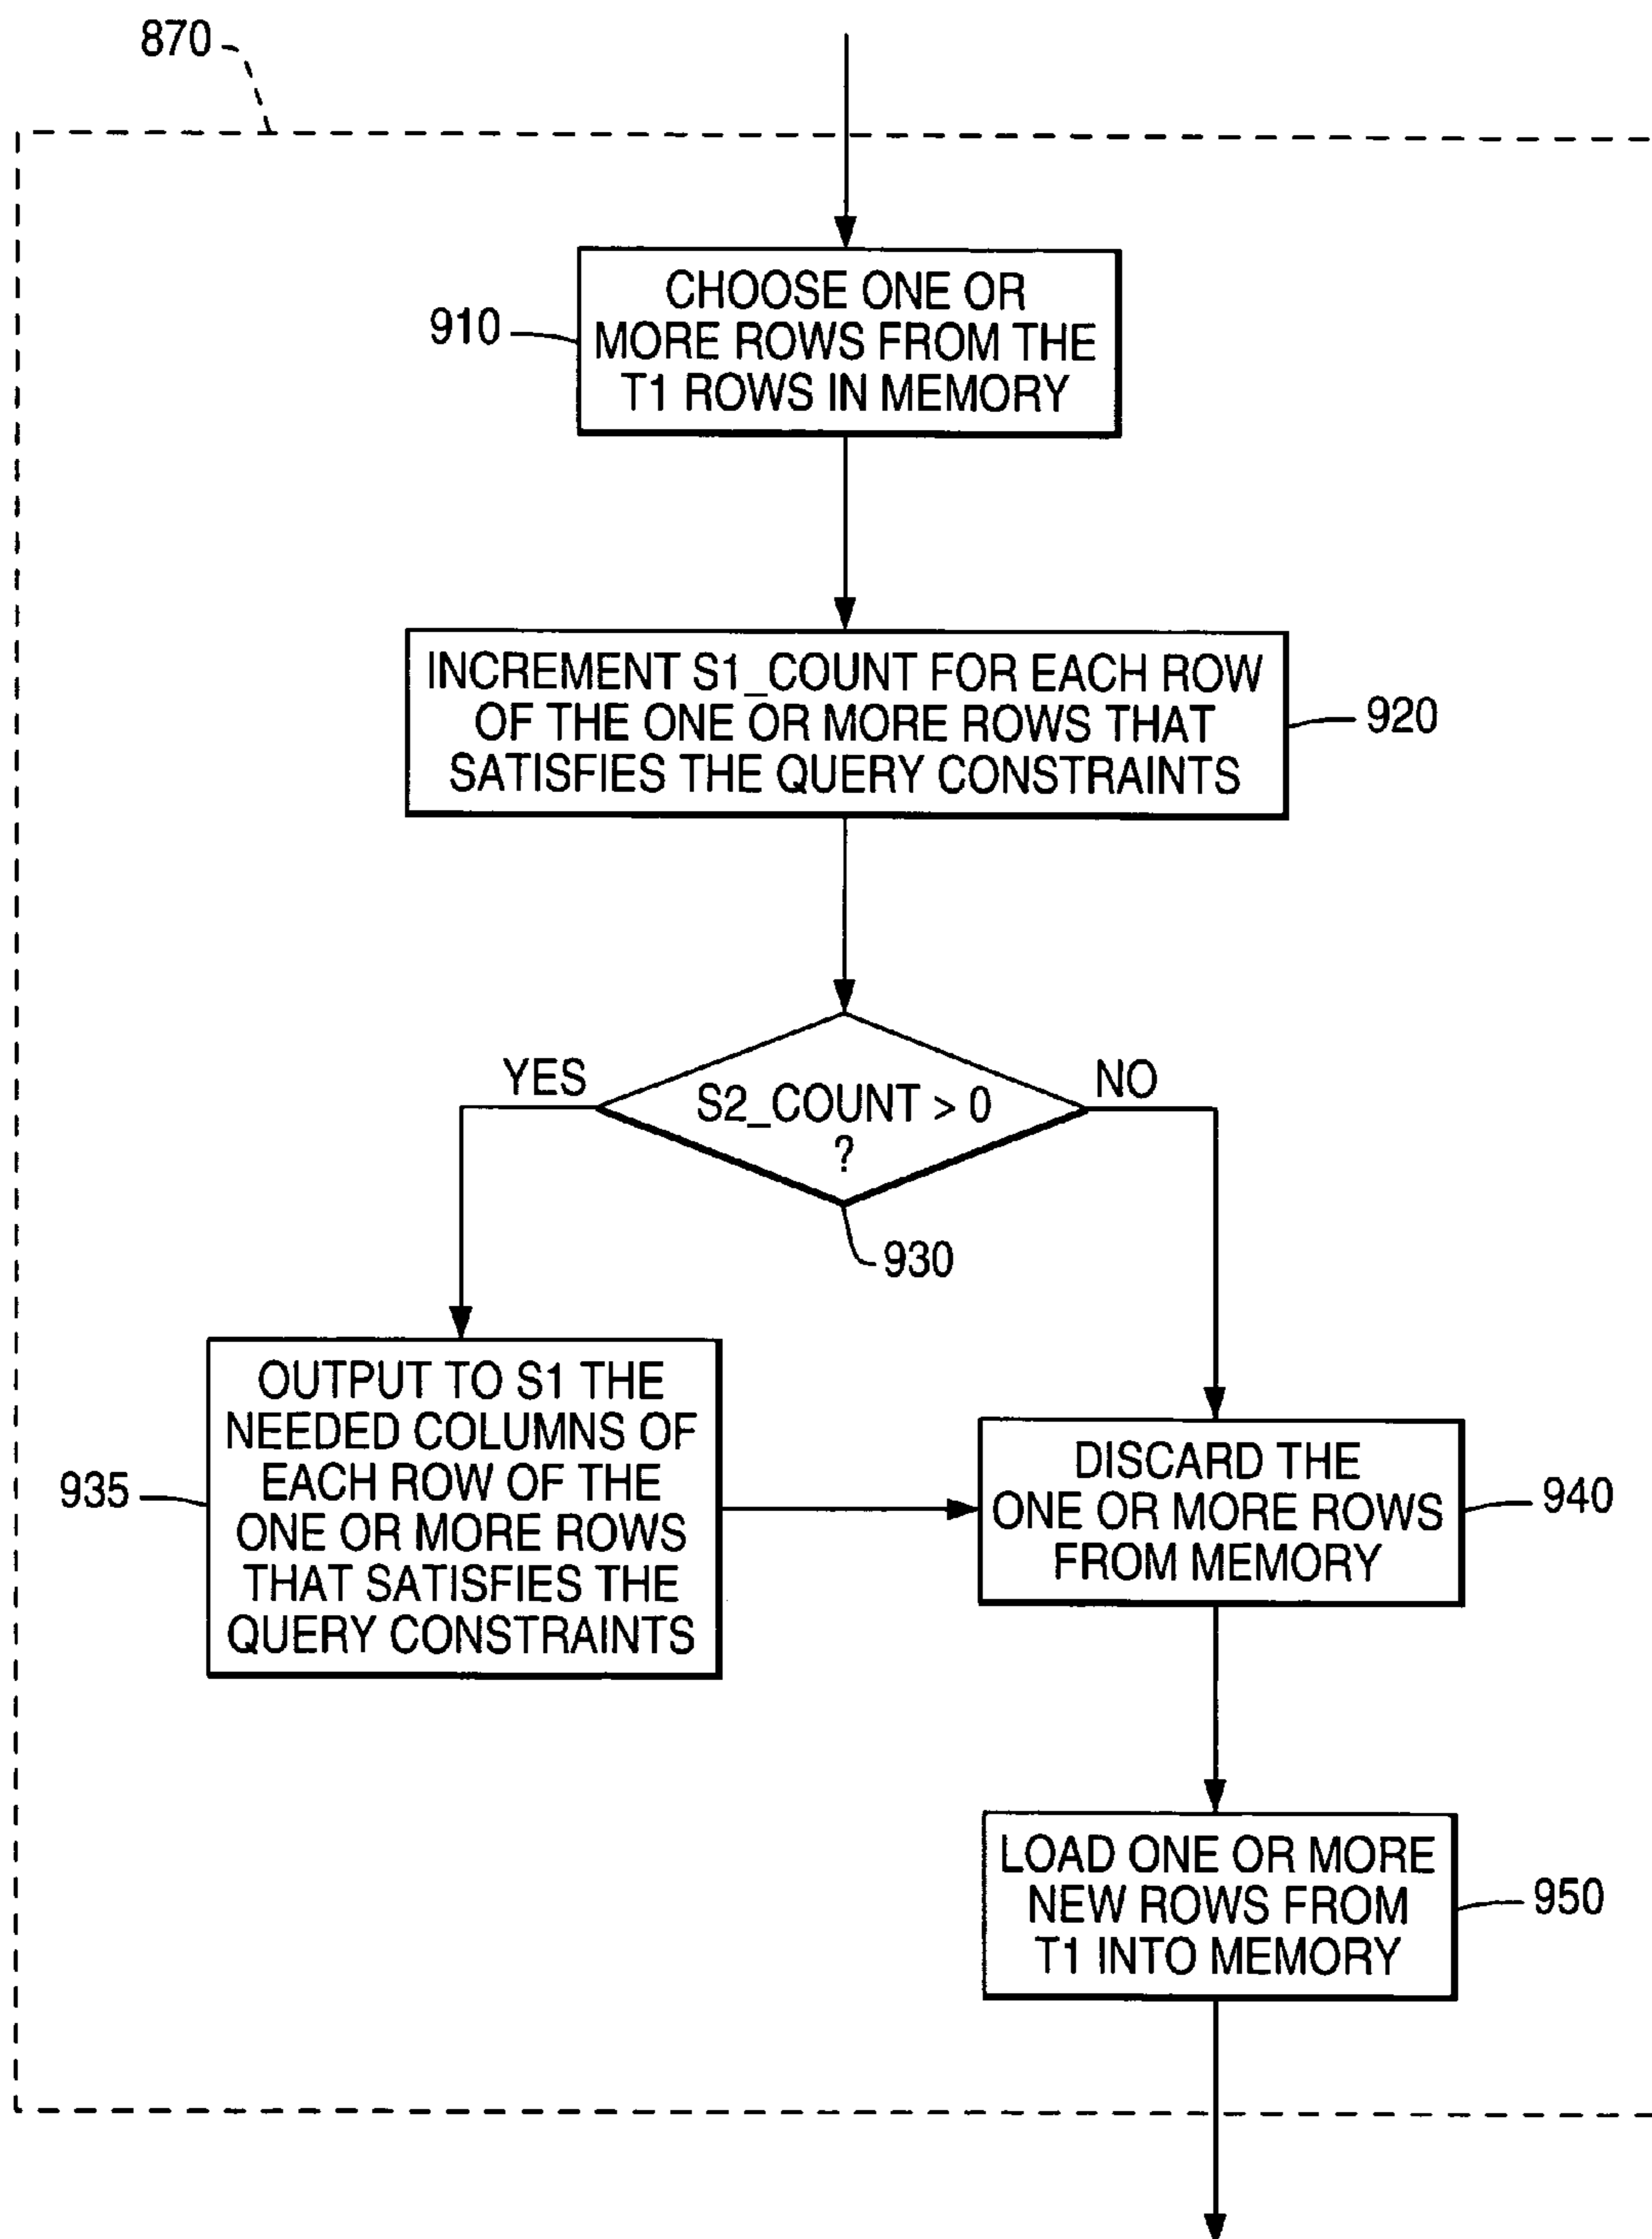 870
CHOOSE ONE OR
MORE ROWS FROM THE
T1 ROWS IN MEMORY
910
INCREMENT S1_COUNT FOR EACH ROW
OF THE ONE OR MORE ROWS THAT
SATISFIES THE QUERY CONSTRAINTS
920
YES
S2_COUNT > 0
?
NO
930
OUTPUT TO S1 THE
NEEDED COLUMNS OF
EACH ROW OF THE
ONE OR MORE ROWS
THAT SATISFIES THE
QUERY CONSTRAINTS
935
DISCARD THE
ONE OR MORE ROWS
FROM MEMORY
940
LOAD ONE OR MORE
NEW ROWS FROM
T1 INTO MEMORY
950